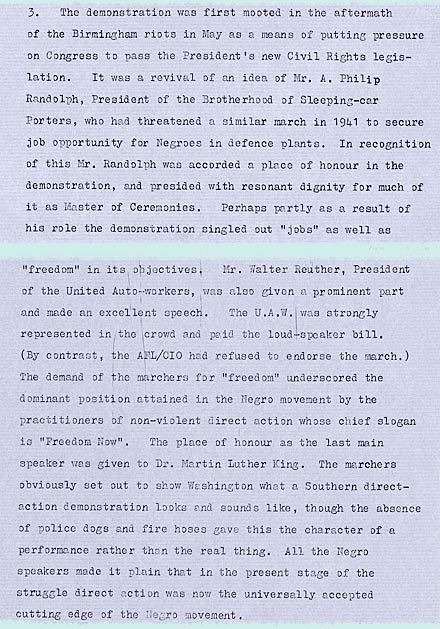 3.   The demonstration was first mooted in the aftermath
of the Birmingham riots in May as a means of putting pressure
on Congress to pass the President's new Civil Rights legis-
lation.   It was a revival of an idea of Mr. A. Philip
Randolph, President of the Brotherhood of Sleeping-car
Porters, who had threatened a similar march in 1941 to secure
job opportunity for Negroes in defence plants.  In recognition
of this Mr. Randolph was accorded a place of honour in the
demonstration, and presided with resonant dignity for much of
it as Master of Ceremonies.   Perhaps partly as a result of
his role the demonstration singled out "jobs" as well as
"freedom" in its objectives.   Mr. Walter Reuther, President
of the United Auto-workers, was also given a prominent part
and made an excellent speech.   The U.A.W. was strongly
represented in the crowd and paid the loud-speaker bill.
(By contrast, the AFL/CIO had refused to endorse the march.)
The demand of the marchers for "freedom" underscored the
dominant position attained in the Negro movement by the
practitioners of non-violent direct action whose chief slogan
is "Freedom Now".   The place of honour as the last main
speaker was given to Dr. Martin Luther King.  The marchers
obviously set out to show Washington what a Southern direct-
action demonstration looks and sounds like, though the absence
of police dogs and fire hoses gave this the character of a
performance rather than the real thing.  All the Negro
speakers made it plain that in the present stage of the
struggle direct action was now the universally accepted
cutting edge of the Negro movement.